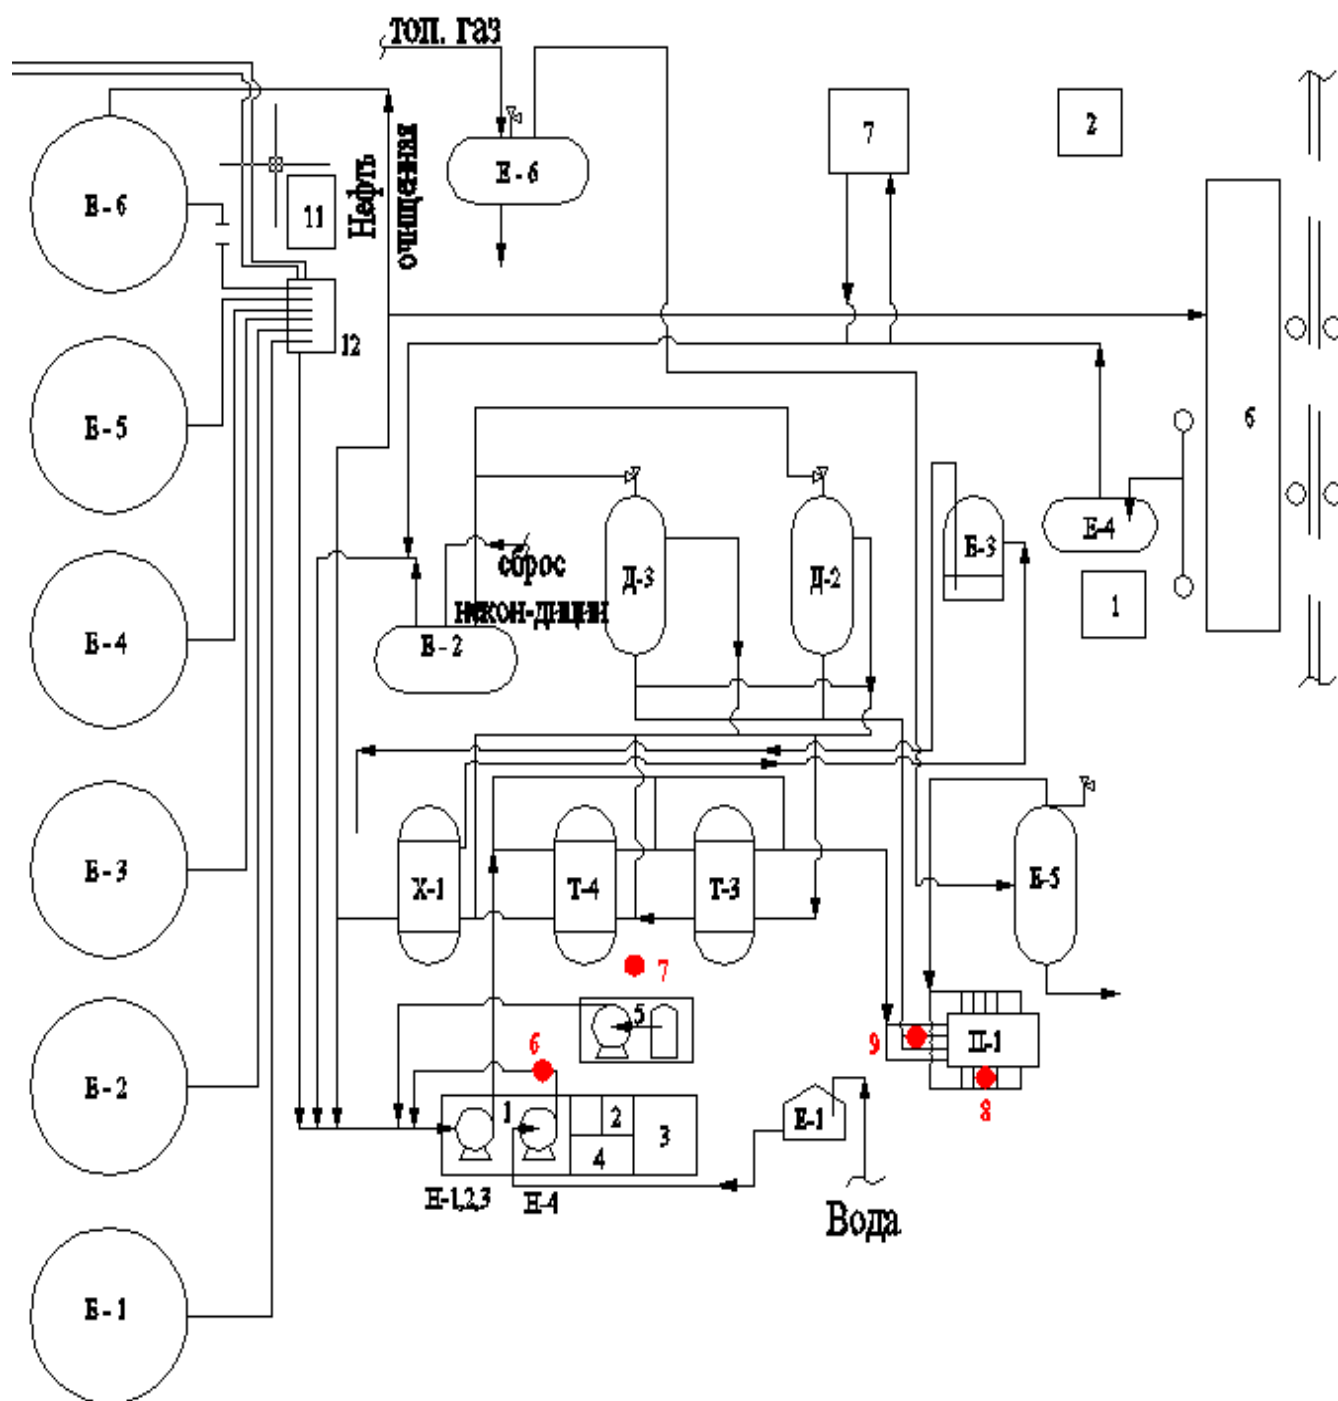 топ. газ
7
2
Б - 6
11
Нефть
очищенная
Е - 6
12
Б - 5
6
Е-4
Б-3
сброс
некон-диции
Д-3
Д-2
1
Б - 4
Е - 2
Б - 3
Х-1
Т-4
Т-3
Б-5
7
5
6
9
П-1
8
Б - 2
1
2
3
4
Е-1
Н-1,2,3
Н-4
Вода
Б - 1